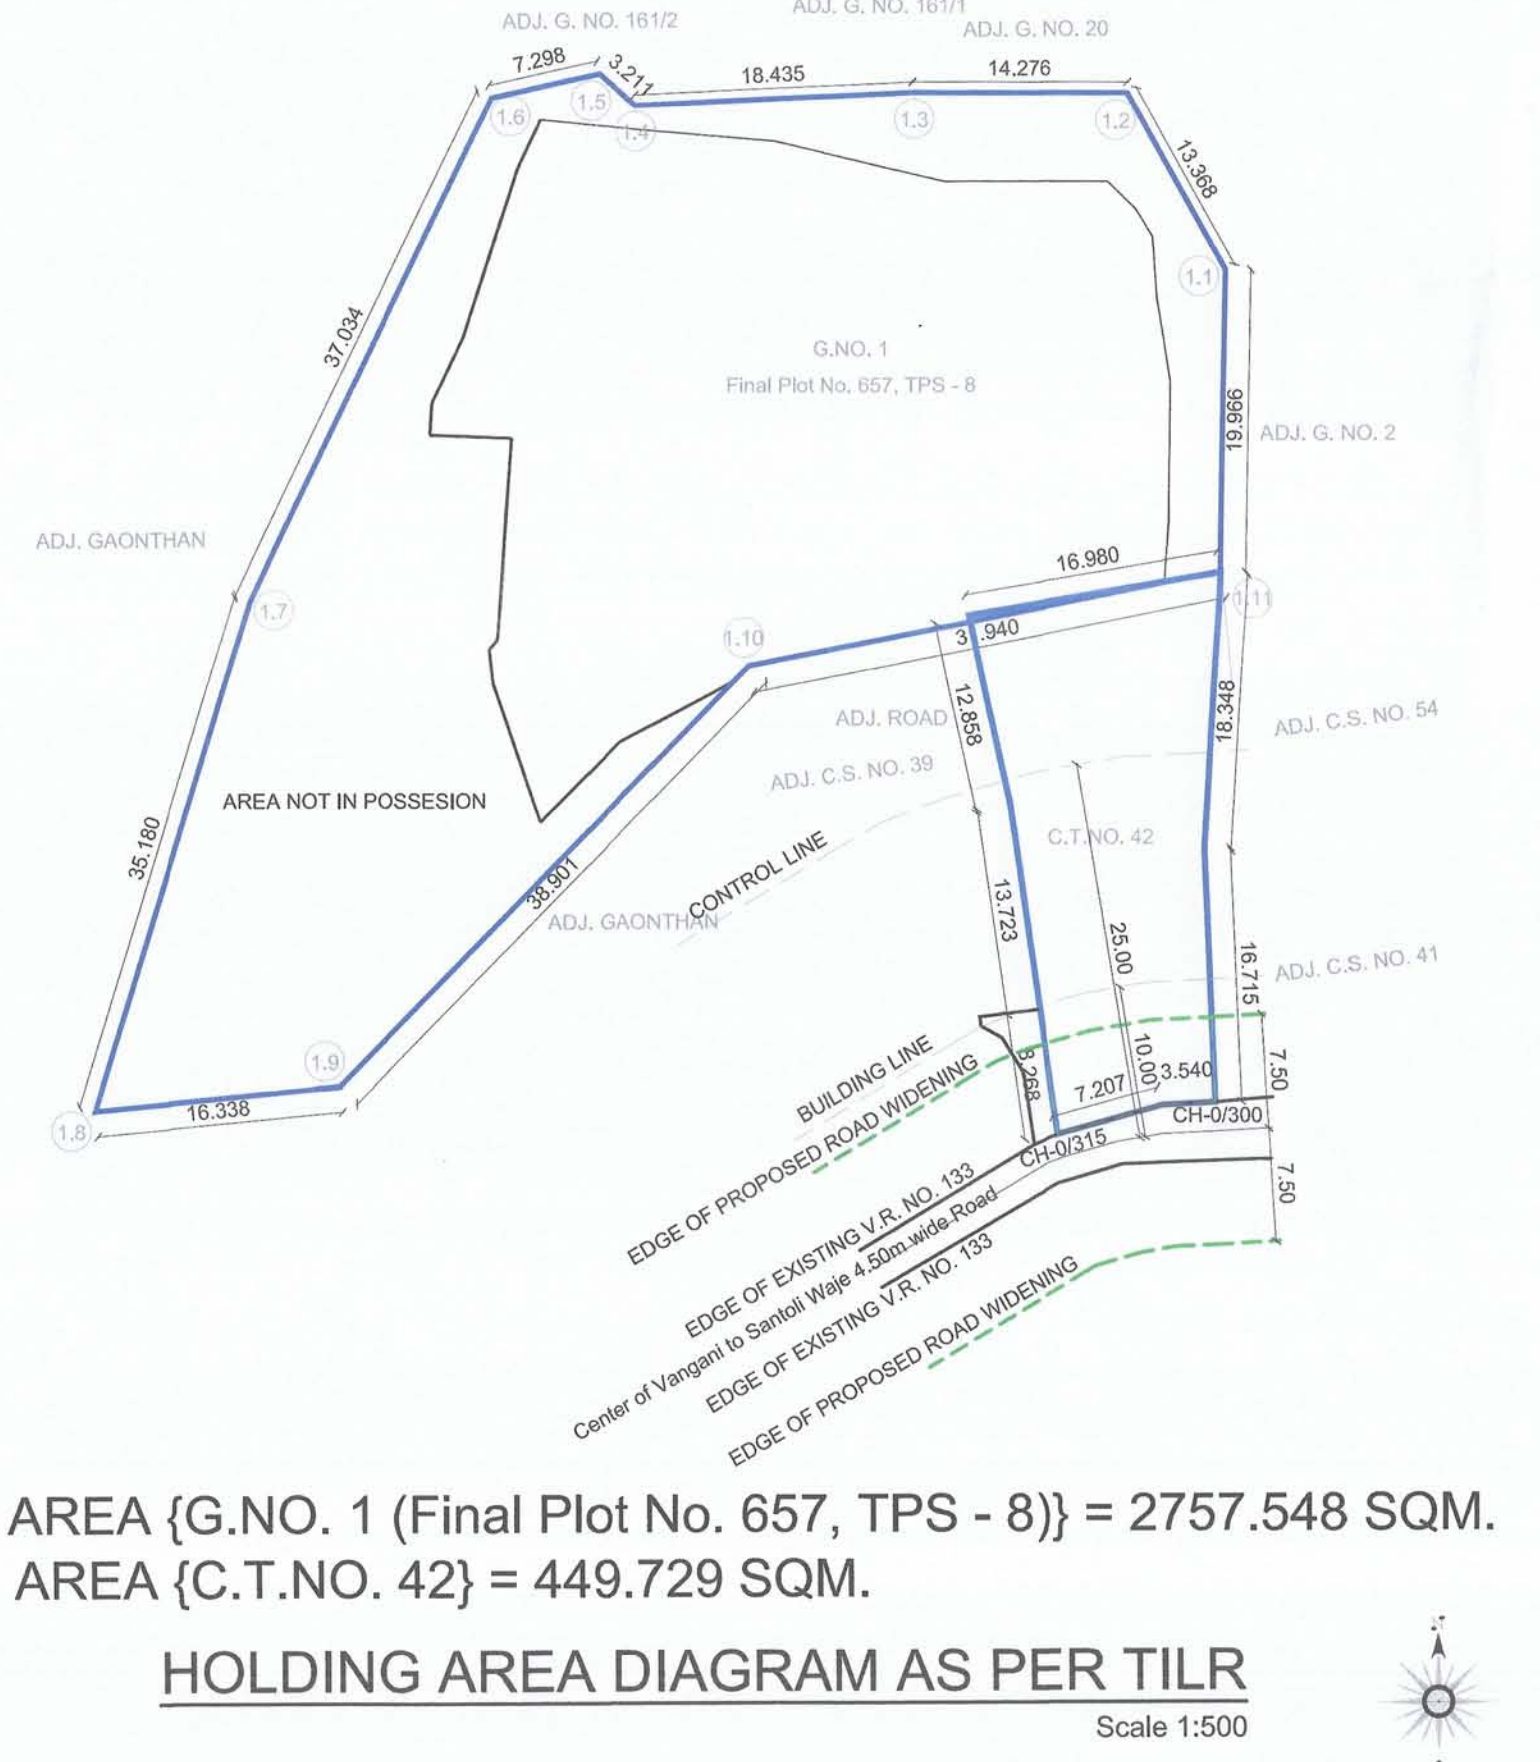 ADJ. G. NO. 161/2
ADJ. G. NO. 161/1
ADJ. G. NO. 20
7.298
3.211
18.435
14.276
1.6
1.5
1.4
1.3
1.2
13.368
1.1
37.034
G.NO. 1
Final Plot No. 657, TPS - 8
19.966
ADJ. G. NO. 2
ADJ. GAONTHAN
16.980
1.7
1.11
1.10
3 .940
12.858
ADJ. ROAD
18.348
ADJ. C.S. NO. 54
ADJ. C.S. NO. 39
AREA NOT IN POSSESION
35.180
C.T.NO. 42
CONTROL LINE
38.901
ADJ. GAONTHAN
13.723
25.00
16.715
ADJ. C.S. NO. 41
1.9
BUILDING LINE
3.268
7.207
10.00
3.540
7.50
16.338
1.8
CH-0/300
CH-0/315
EDGE OF PROPOSED ROAD WIDENING
7.50
EDGE OF EXISTING V.R. NO. 133
Center of Vangani to Santoli Waje 4.50m wide Road
EDGE OF EXISTING V.R. NO. 133
EDGE OF PROPOSED ROAD WIDENING
AREA {G.NO. 1 (Final Plot No. 657, TPS - 8)} = 2757.548 SQM.
AREA {C.T.NO. 42} = 449.729 SQM.
HOLDING AREA DIAGRAM AS PER TILR
Scale 1:500
N